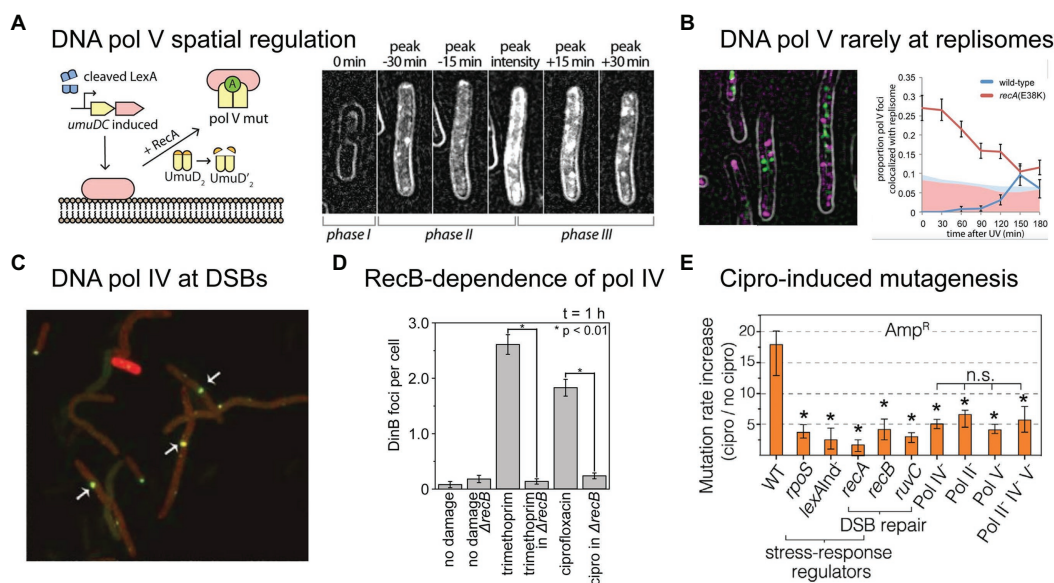 A
DNA pol V spatial regulation
cleaved LexA
umuDC induced
+ RecA
A
pol V mut
UmuD2
UmuD'2
0 min
peak
-30 min
peak
-15 min
peak
intensity
peak
+15 min
peak
+30 min
phase I
phase II
phase III
B
DNA pol V rarely at replisomes
wild-type
recA(E38K)
proportion pol V foci
colocalized with replisome
0.35
0.3
0.25
0.2
0.15
0.1
0.05
0
0 30 60 90 120 150 180
time after UV (min)
C
DNA pol IV at DSBs
D
RecB-dependence of pol IV
t = 1 h
* p < 0.01
*
*
DinB foci per cell
3.0
2.0
1.0
0.0
no damage
no damage
ΔrecB
trimethoprim
trimethoprim
in ΔrecB
ciprofloxacin
cipro in ΔrecB
E
Cipro-induced mutagenesis
AmpR
Mutation rate increase
(cipro / no cipro)
20
15
10
5
n.s.
* * * * * * * * *
WT
rpoS
lexAInd-
recA
recB
ruvC
Pol IV-
Pol II-
Pol V-
Pol II- IV- V-
DSB repair
stress-response
regulators